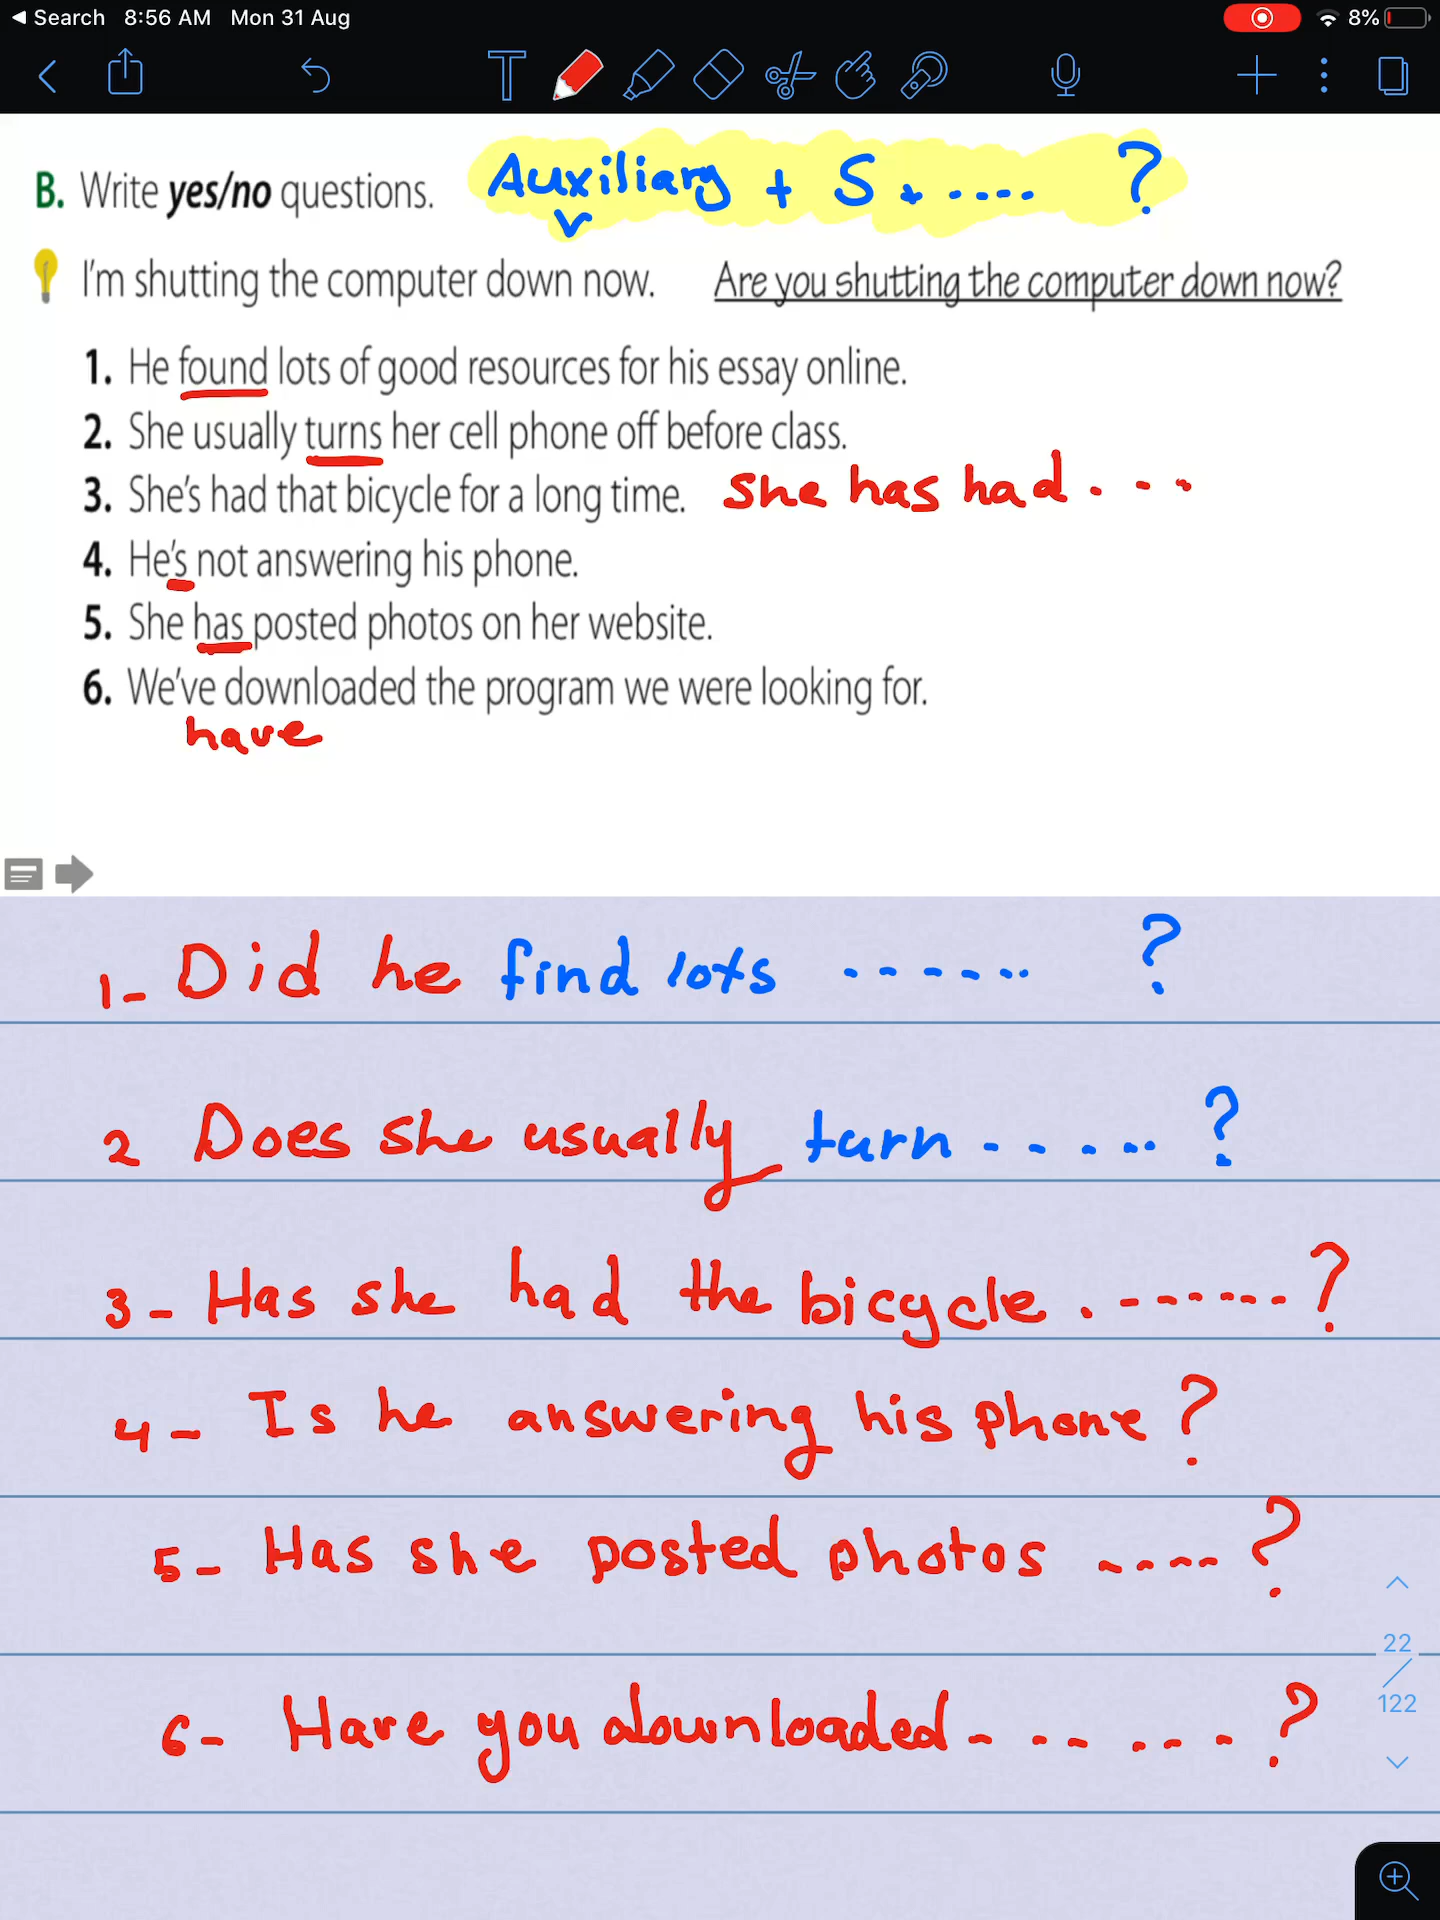 Search 8:56 AM Mon 31 Aug 8%
T
Auxiliary + S + ..... ?
v
B. Write yes/no questions.
I'm shutting the computer down now. Are you shutting the computer down now?
1. He found lots of good resources for his essay online.
2. She usually turns her cell phone off before class.
3. She's had that bicycle for a long time. She has had . - - -
4. He's not answering his phone.
5. She has posted photos on her website.
6. We've downloaded the program we were looking for.
have
1- Did he find lots ------ ?
2 Does she usually turn ------ ?
3- Has she had the bicycle .------- ?
4- Is he answering his phone ?
5- Has she posted photos ---- ?
22
122
6- Have you downloaded ------- ?